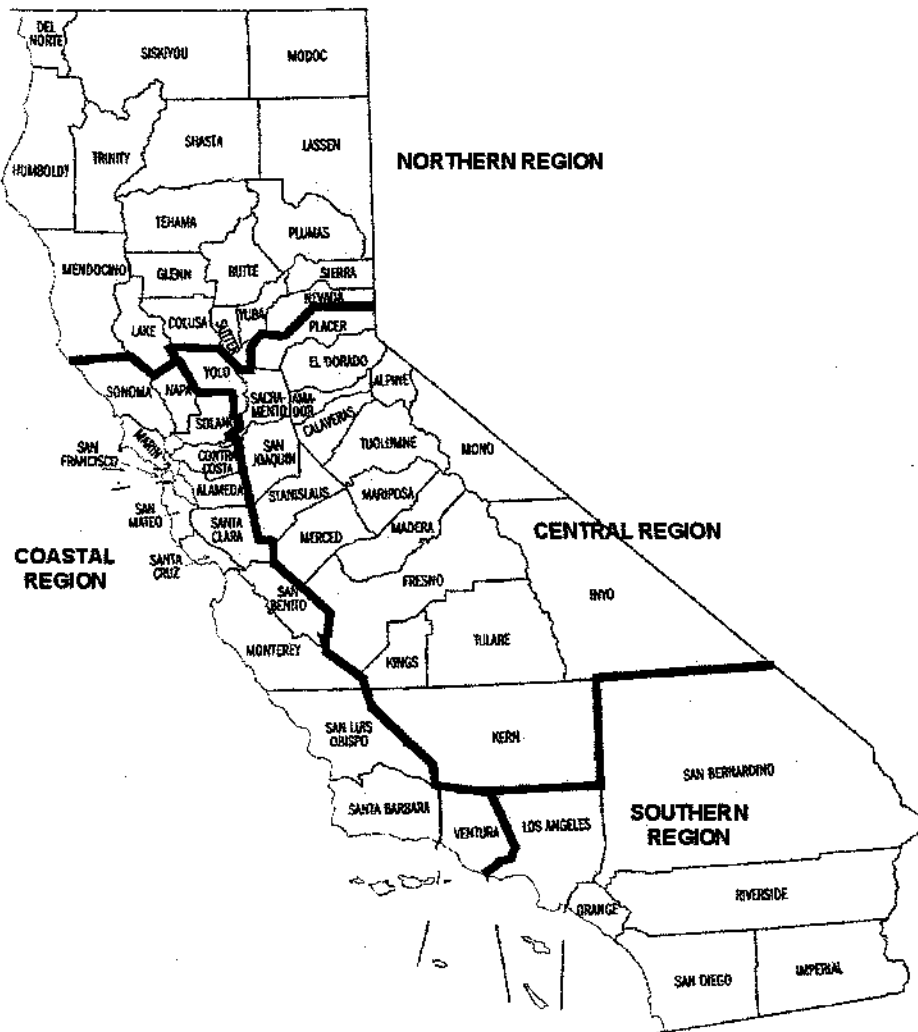 DEL
NORTE
SISKIYOU
MODOC
HUMBOLDY
TRINITY
SHASTA
LASSEN
NORTHERN REGION
TEHAMA
PLUMAS
MENDOCINO
GLENN
BUTTE
SIERRA
LAKE
COLUSA
SUTTER
YUBA
NEVADA
PLACER
YOLO
EL DORADO
SONOMA
NAPA
SACRA-
MENTO
AMA-
DOR
ALPINE
SOLANO
CALAVERAS
MARIN
SAN
FRANCISCO
CONTRA
COSTA
SAN
JOAQUIN
TUOLUMNE
MONO
ALAMEDA
STANISLAUS
MARIPOSA
SAN
MATEO
SANTA
CLARA
MERCED
MADERA
CENTRAL REGION
COASTAL
REGION
SANTA
CRUZ
FRESNO
SAN
BENITO
INYO
MONTEREY
KINGS
TULARE
SAN LUIS
OBISPO
KERN
SAN BERNARDINO
SANTA BARBARA
VENTURA
LOS ANGELES
SOUTHERN
REGION
ORANGE
RIVERSIDE
SAN DIEGO
IMPERIAL